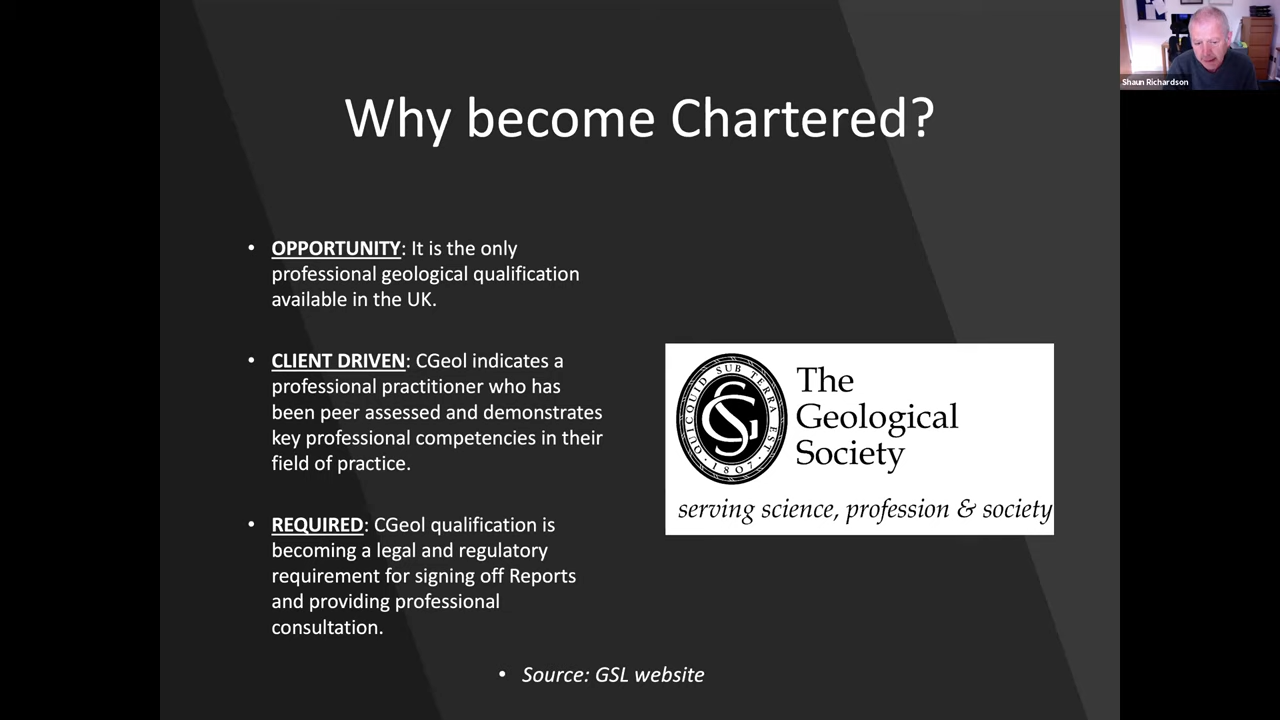 Shaun Richardson
Why become Chartered?
• OPPORTUNITY: It is the only
professional geological qualification
available in the UK.
• CLIENT DRIVEN: CGeol indicates a
professional practitioner who has
been peer assessed and demonstrates
key professional competencies in their
field of practice.
• REQUIRED: CGeol qualification is
becoming a legal and regulatory
requirement for signing off Reports
and providing professional
consultation.
QUICQUID SUB TERRA EST
· 1807 ·
GS
The
Geological
Society
serving science, profession & society
• Source: GSL website